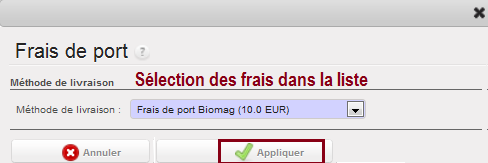 Frais de port ?
Méthode de livraison Sélection des frais dans la liste
Méthode de livraison : Frais de port Biomag (10.0 EUR)
Annuler Appliquer